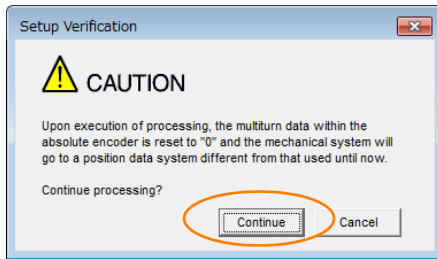 Setup Verification
CAUTION
Upon execution of processing, the multiturn data within the
absolute encoder is reset to "0" and the mechanical system will
go to a position data system different from that used until now.
Continue processing?
Continue Cancel